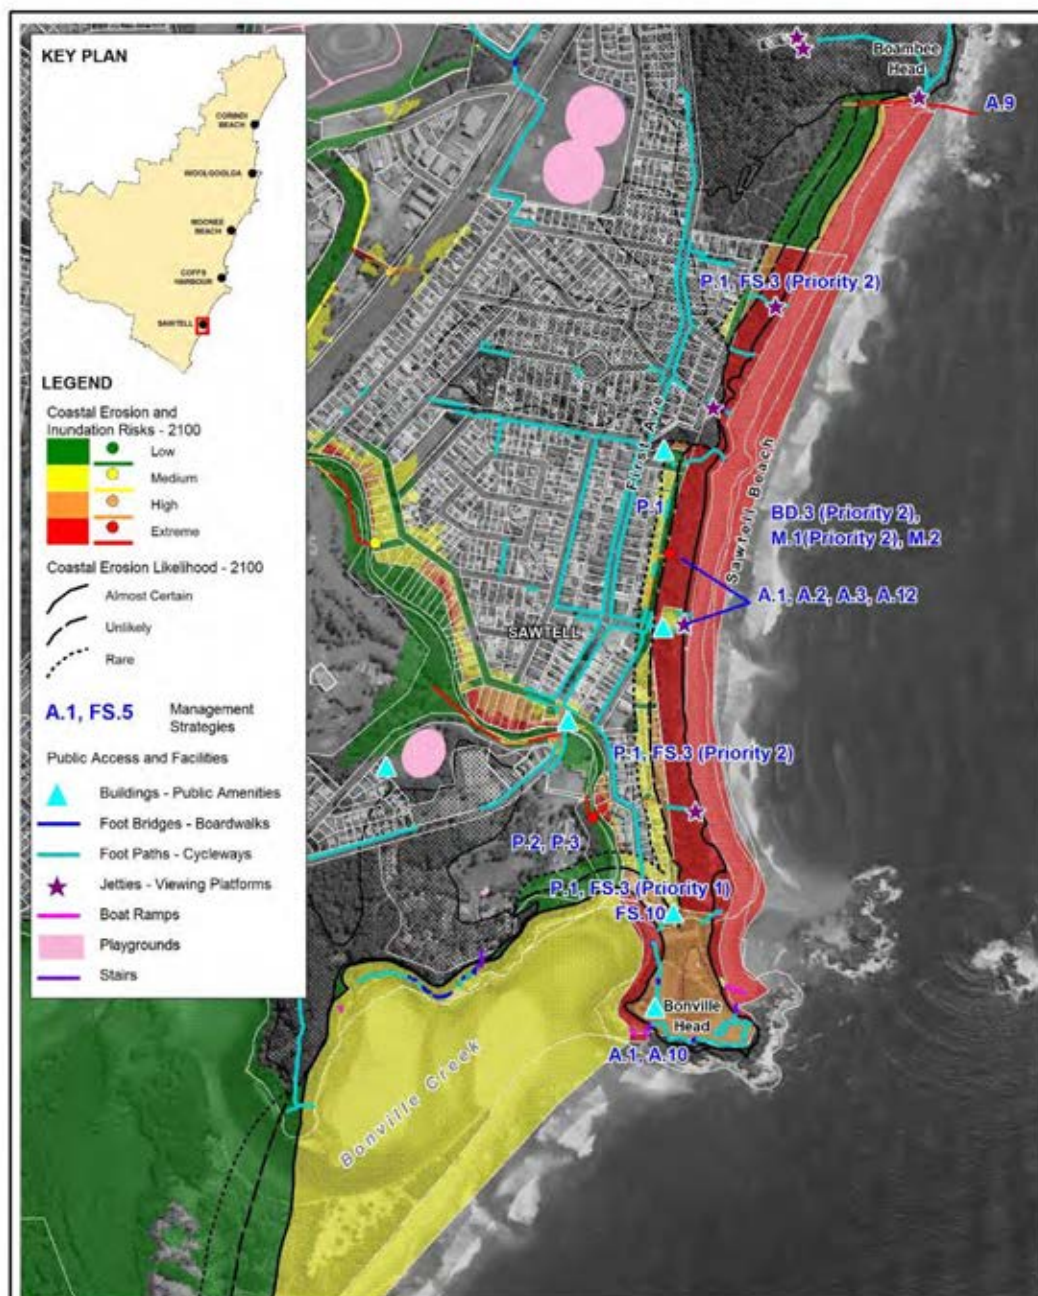 KEY PLAN
CORINDI
BEACH
WOOLGOOLGA
MOONEE
BEACH
COFFS
HARBOUR
SAWTELL
LEGEND
Coastal Erosion and
Inundation Risks - 2100
Low
Medium
High
Extreme
Coastal Erosion Likelihood - 2100
Almost Certain
Unlikely
Rare
A.1, FS.5
Management
Strategies
Public Access and Facilities
Buildings - Public Amenities
Foot Bridges - Boardwalks
Foot Paths - Cycleways
Jetties - Viewing Platforms
Boat Ramps
Playgrounds
Stairs
Boambee
Head
A.9
P.1, FS.3 (Priority 2)
First Ave
Sawtell Beach
P.1
BD.3 (Priority 2),
M.1(Priority 2), M.2
A.1, A.2, A.3, A.12
SAWTELL
P.1, FS.3 (Priority 2)
P.2, P.3
P.1, FS.3 (Priority 1)
FS.10
Bonville
Head
A.1, A.10
Bonville Creek